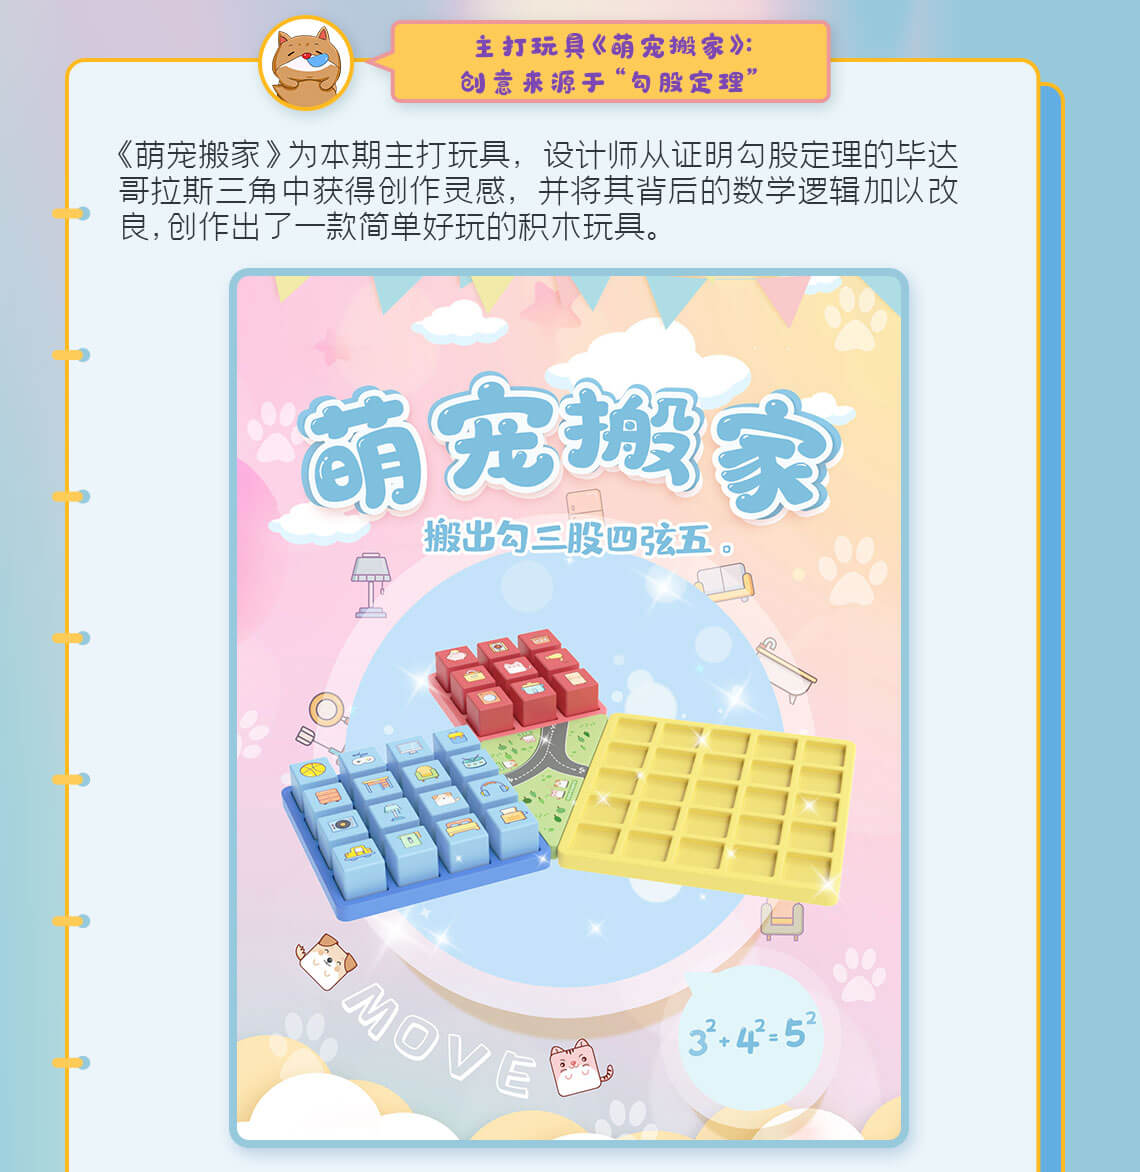 主打玩具《萌宠搬家》:
创意来源于“勾股定理”
《萌宠搬家》为本期主打玩具，设计师从证明勾股定理的毕达
哥拉斯三角中获得创作灵感，并将其背后的数学逻辑加以改
良,创作出了一款简单好玩的积木玩具。
萌宠搬家
搬出勾三股四弦五。
MOVE
3²+4²=5²